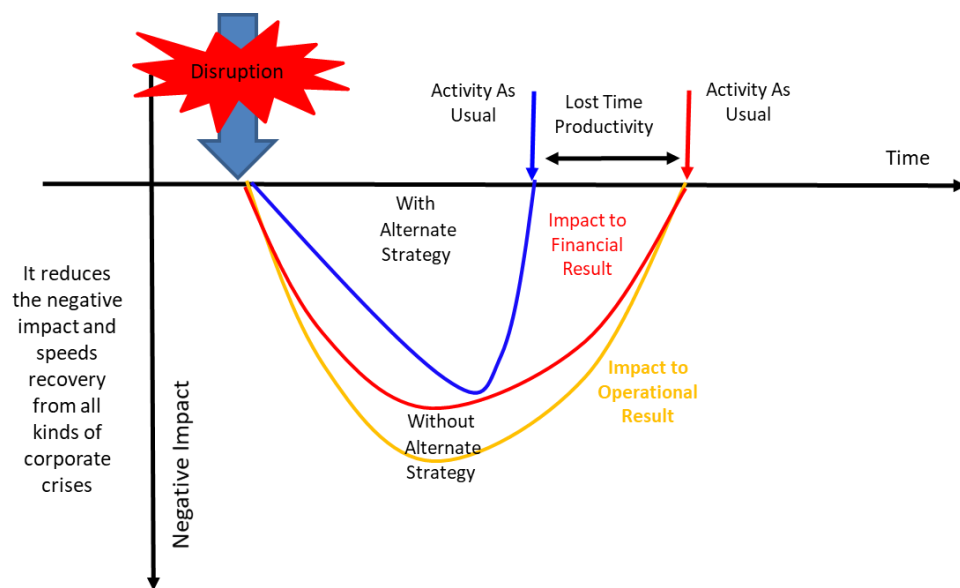 Disruption
Activity As
Usual
Lost Time
Productivity
Activity As
Usual
Time
With
Alternate
Strategy
Impact to
Financial
Result
It reduces
the negative
impact and
speeds
recovery
from all
kinds of
corporate
crises
Negative Impact
Impact to
Operational
Result
Without
Alternate
Strategy